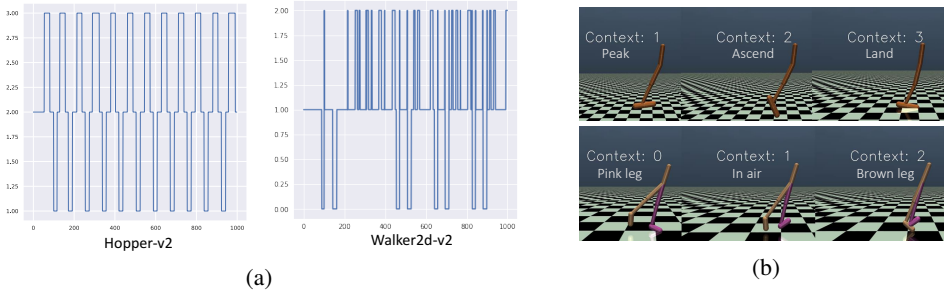 3.00
2.75
2.50
2.25
2.00
1.75
1.50
1.25
1.00
0 200 400 600 800 1000
Hopper-v2
2.00
1.75
1.50
1.25
1.00
0.75
0.50
0.25
0.00
0 200 400 600 800 1000
Walker2d-v2
(a)
Context: 1
Peak
Context: 2
Ascend
Context: 3
Land
Context: 0
Pink leg
Context: 1
In air
Context: 2
Brown leg
(b)